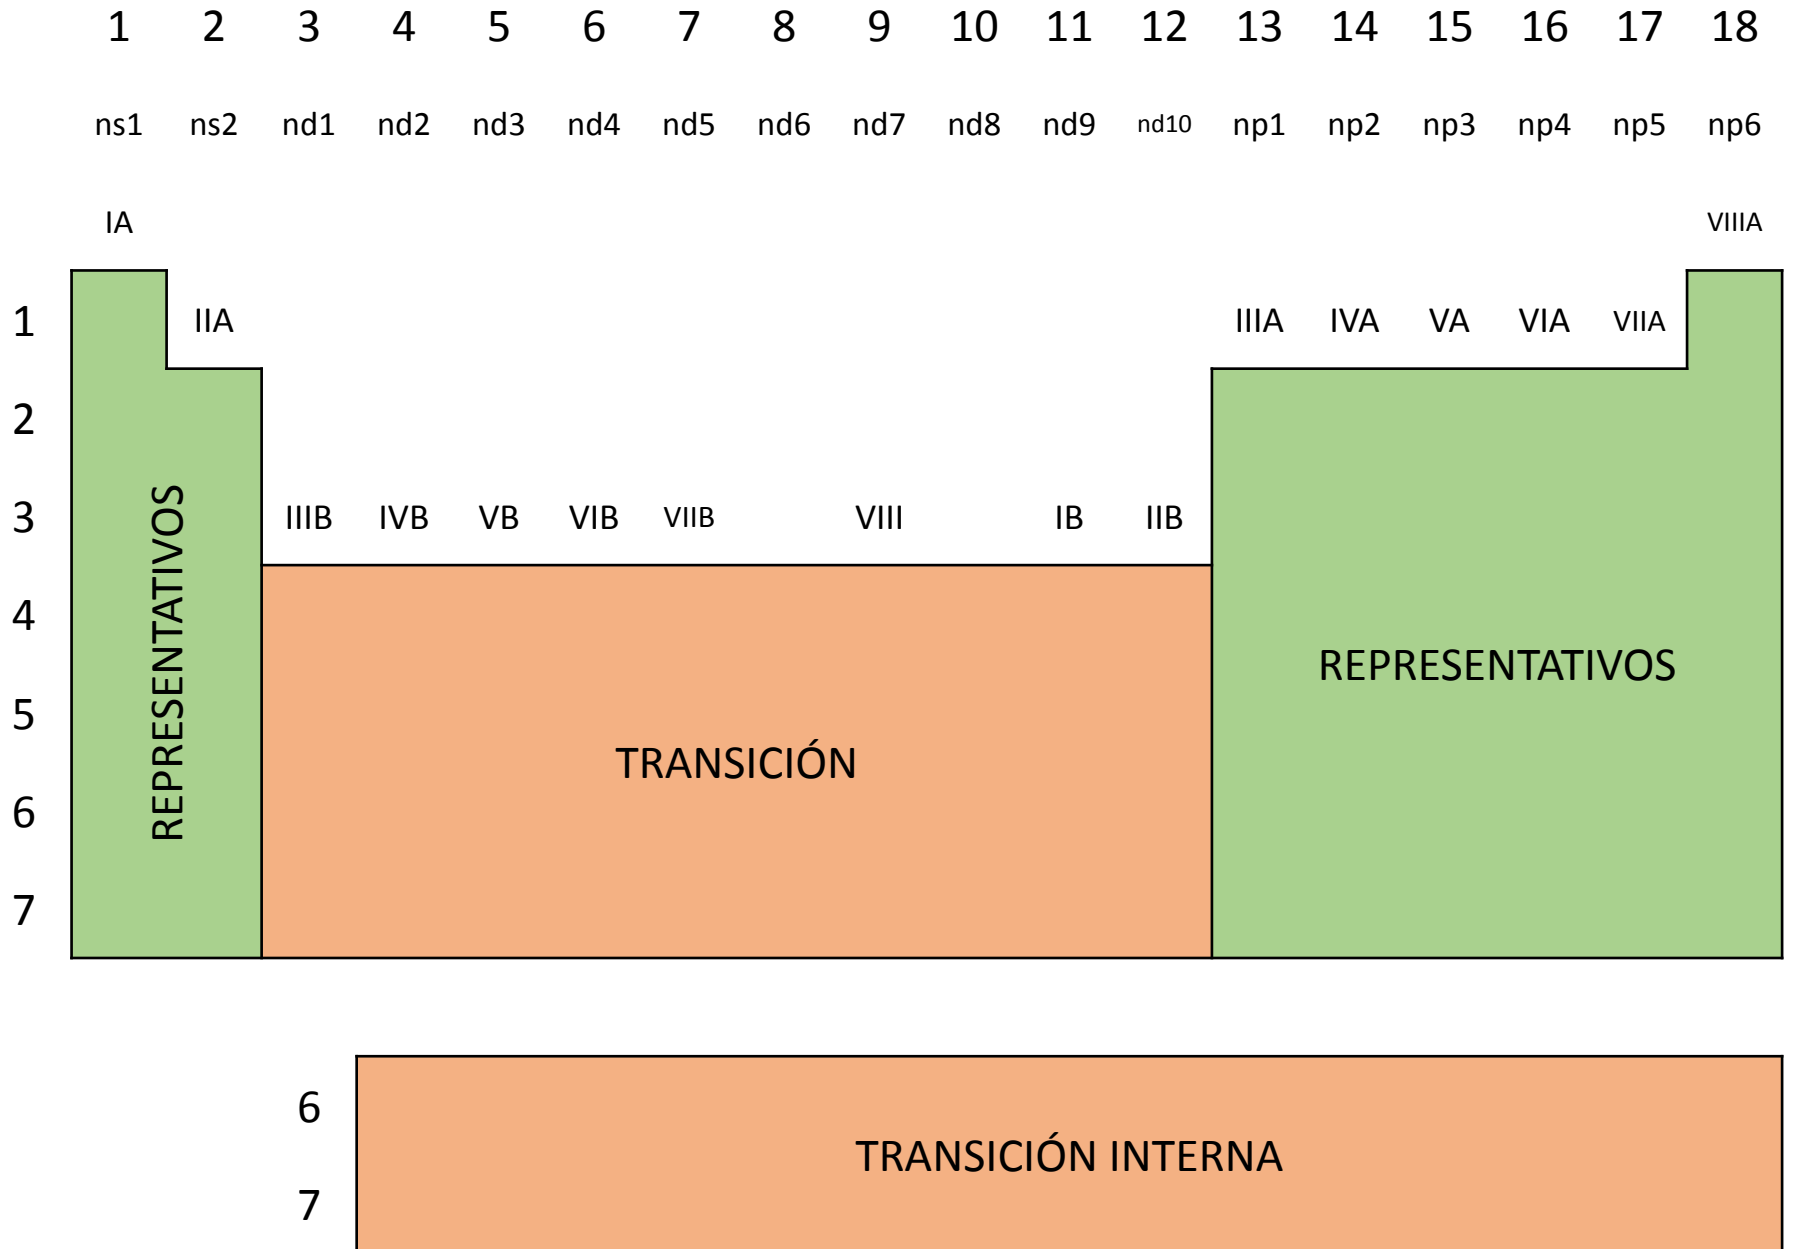 1 2 3 4 5 6 7 8 9 10 11 12 13 14 15 16 17 18
ns1 ns2 nd1 nd2 nd3 nd4 nd5 nd6 nd7 nd8 nd9 nd10 np1 np2 np3 np4 np5 np6
IA VIIIA
1 IIA IIIA IVA VA VIA VIIA
2
3 IIIB IVB VB VIB VIIB VIII IB IIB
4
5
6
7
REPRESENTATIVOS
TRANSICIÓN
REPRESENTATIVOS
6
7
TRANSICIÓN INTERNA